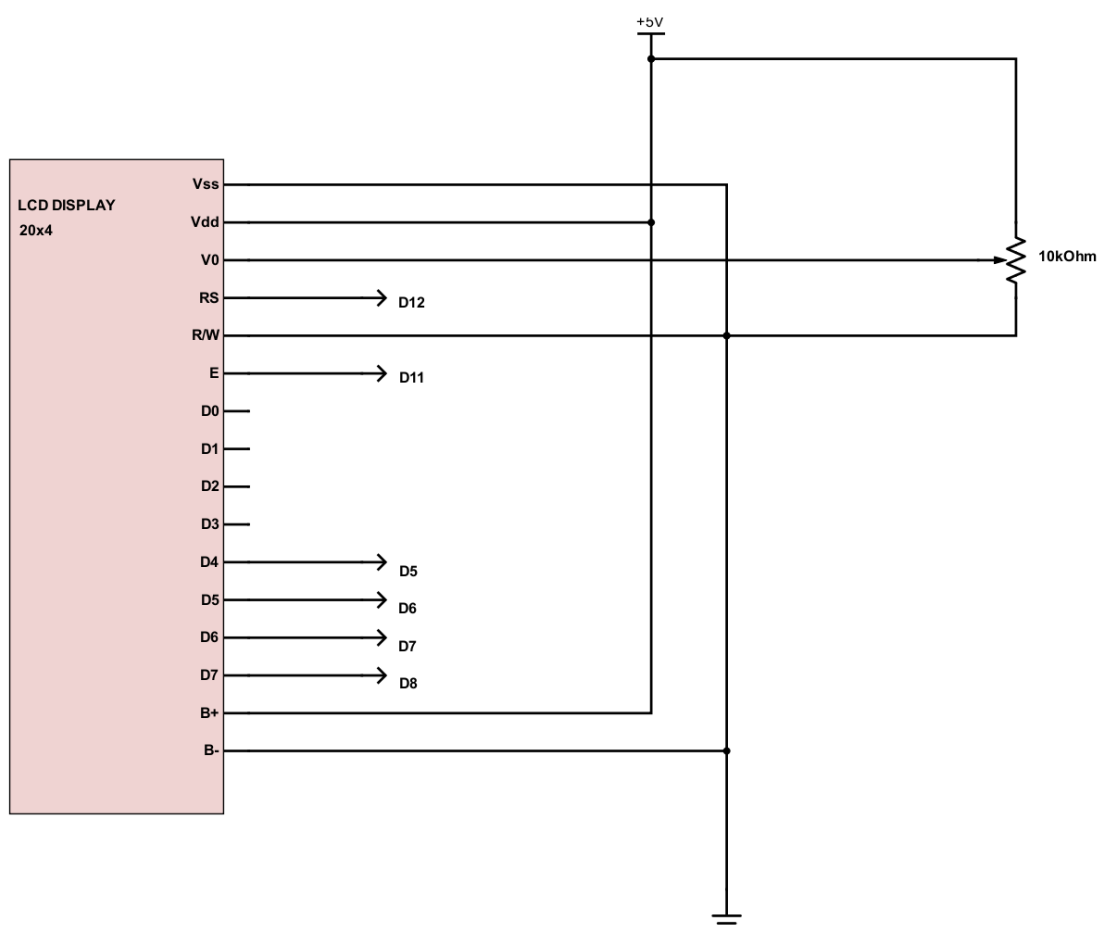 +5V
Vss
LCD DISPLAY
Vdd
20x4
V0
10kOhm
RS
D12
R/W
E
D11
D0
D1
D2
D3
D4
D5
D5
D6
D6
D7
D7
D8
B+
B-